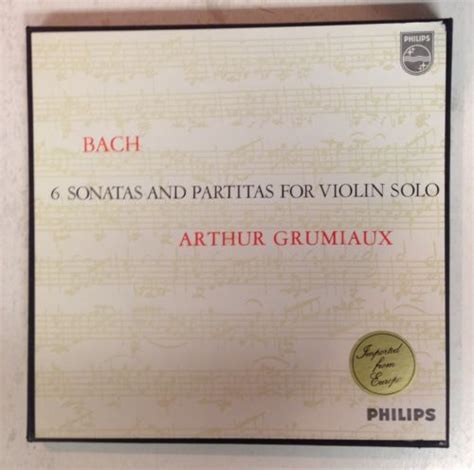 PHILIPS
BACH
6 SONATAS AND PARTITAS FOR VIOLIN SOLO
ARTHUR GRUMIAUX
Imported
from
Europe
PHILIPS